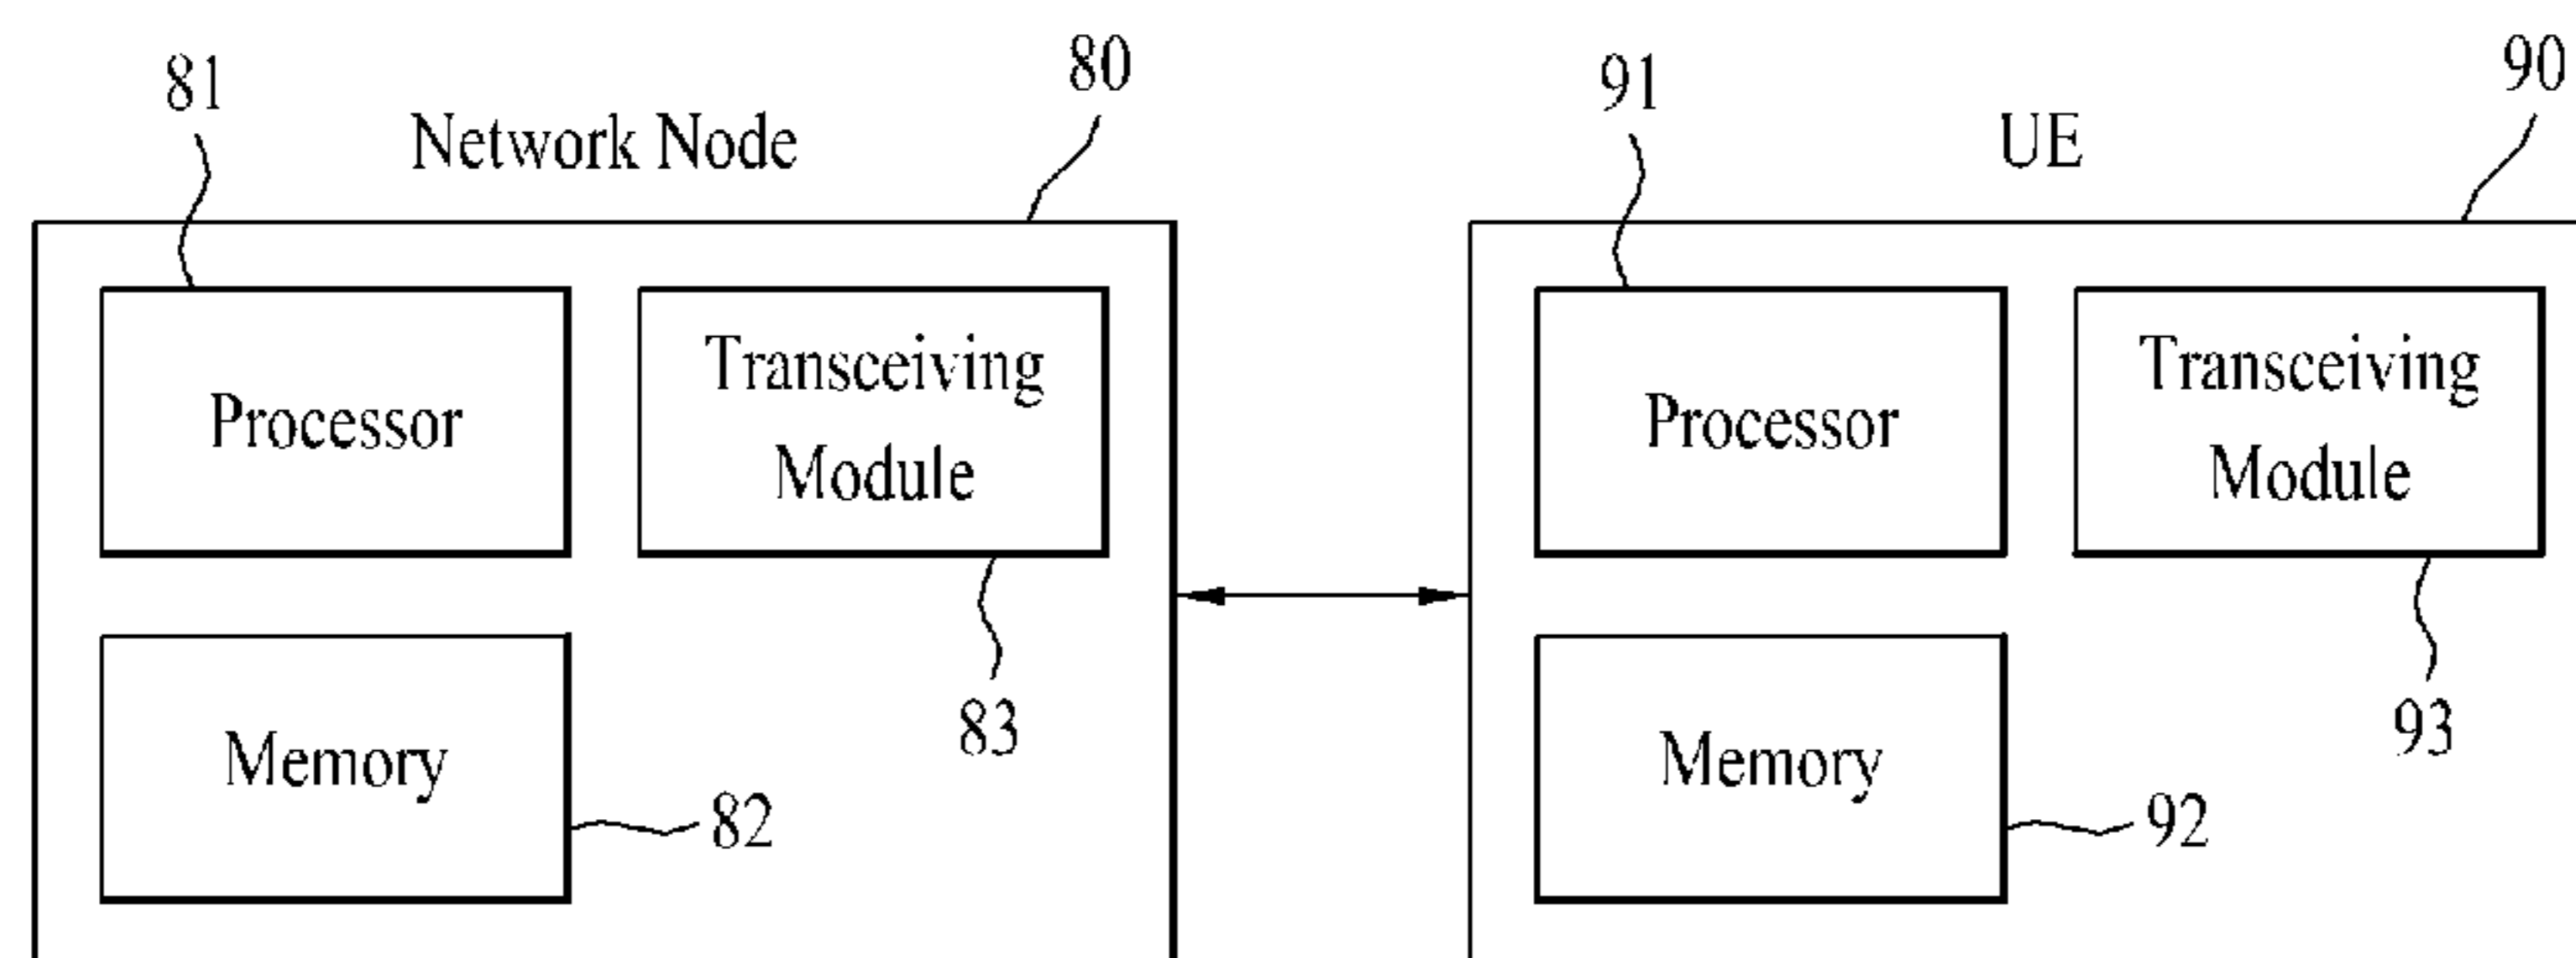 80
90
81
91
Network Node
UE
Processor
Transceiving
Module
Processor
Transceiving
Module
83
93
Memory
82
Memory
92